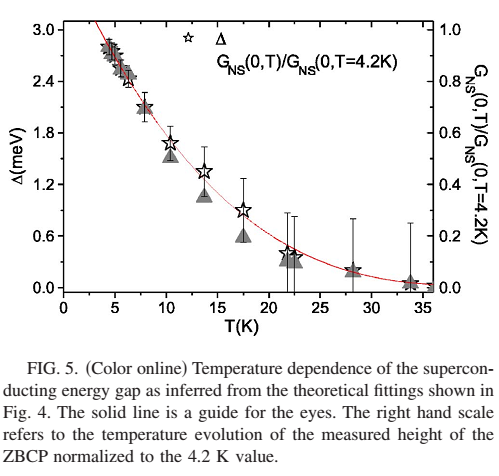 3.0
2.4
1.8
1.2
0.6
0.0
Δ(meV)
☆ Δ
G_NS(0,T)/G_NS(0,T=4.2K)
1.0
0.8
0.6
0.4
0.2
0.0
G_NS(0,T)/G_NS(0,T=4.2K)
0 5 10 15 20 25 30 35
T(K)
FIG. 5. (Color online) Temperature dependence of the supercon-
ducting energy gap as inferred from the theoretical fittings shown in
Fig. 4. The solid line is a guide for the eyes. The right hand scale
refers to the temperature evolution of the measured height of the
ZBCP normalized to the 4.2 K value.